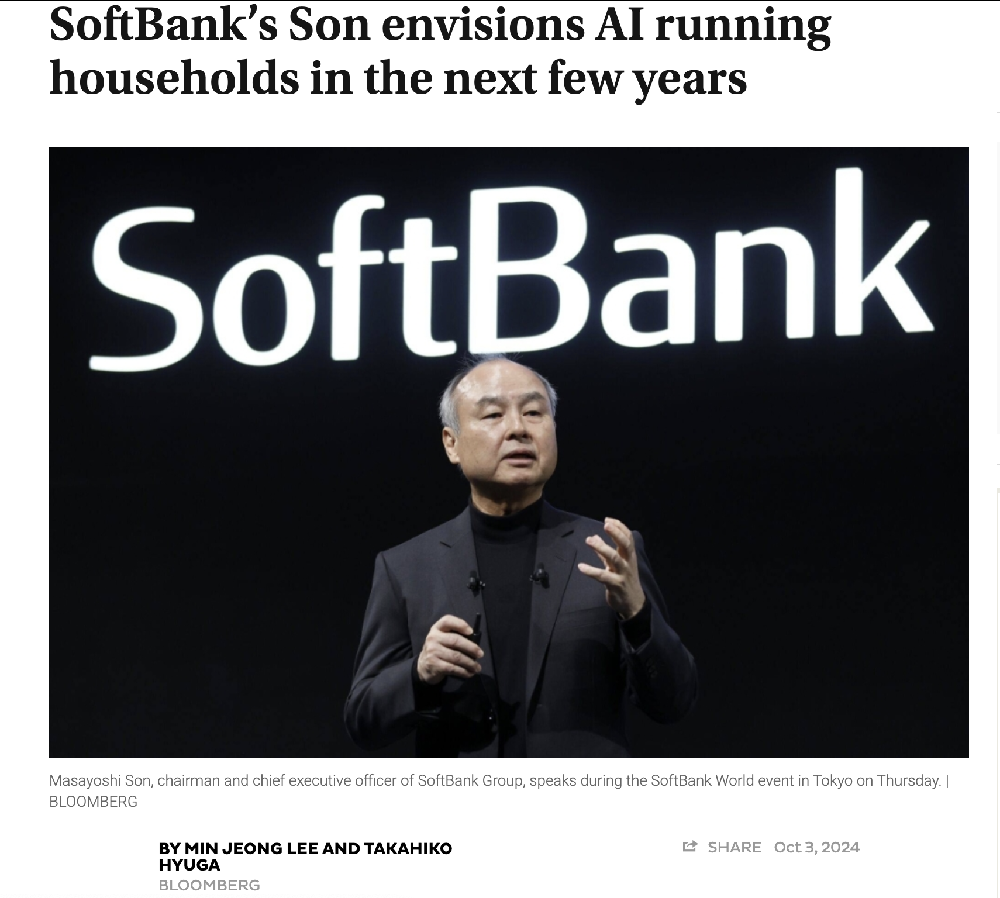 SoftBank’s Son envisions AI running
households in the next few years
SoftBank
Masayoshi Son, chairman and chief executive officer of SoftBank Group, speaks during the SoftBank World event in Tokyo on Thursday. |
BLOOMBERG
BY MIN JEONG LEE AND TAKAHIKO
HYUGA
BLOOMBERG
SHARE Oct 3, 2024